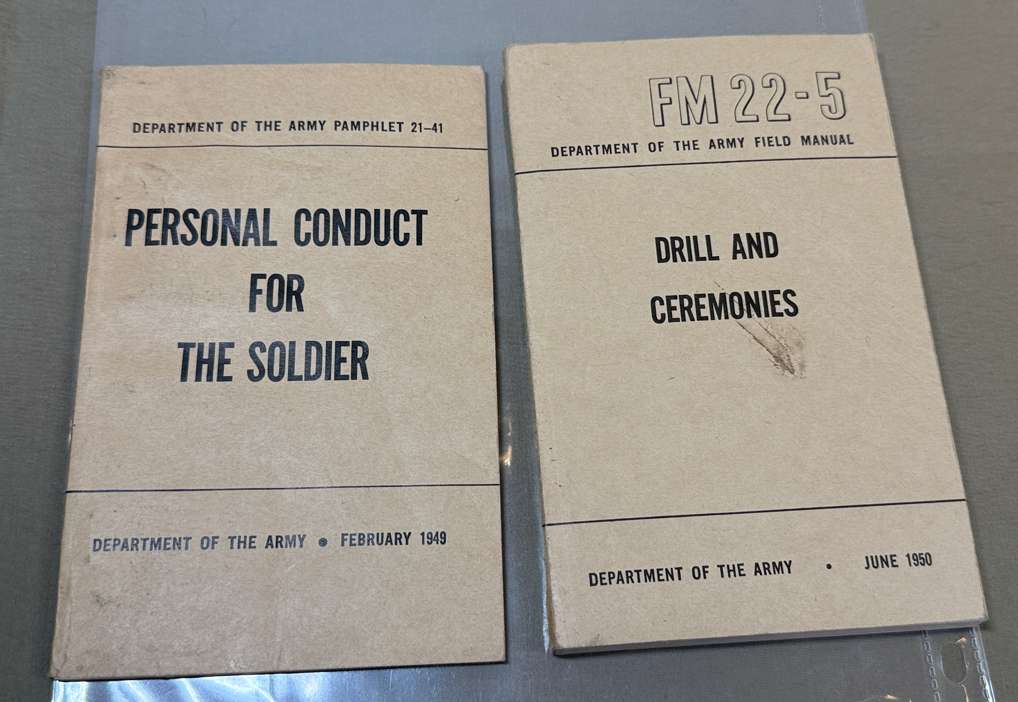 DEPARTMENT OF THE ARMY PAMPHLET 21–41
PERSONAL CONDUCT
FOR
THE SOLDIER
DEPARTMENT OF THE ARMY • FEBRUARY 1949
FM 22-5
DEPARTMENT OF THE ARMY FIELD MANUAL
DRILL AND
CEREMONIES
DEPARTMENT OF THE ARMY • JUNE 1950